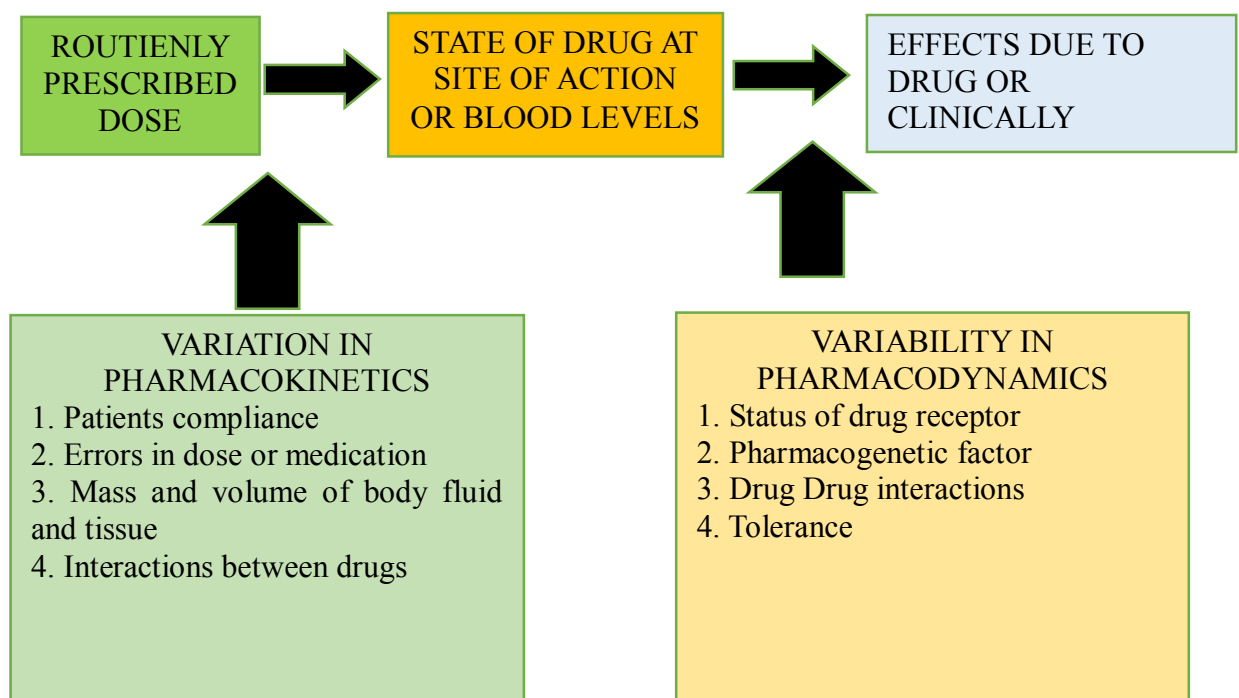 ROUTIENLY
PRESCRIBED
DOSE
STATE OF DRUG AT
SITE OF ACTION
OR BLOOD LEVELS
EFFECTS DUE TO
DRUG OR
CLINICALLY
VARIATION IN
PHARMACOKINETICS
1. Patients compliance
2. Errors in dose or medication
3. Mass and volume of body fluid
and tissue
4. Interactions between drugs
VARIABILITY IN
PHARMACODYNAMICS
1. Status of drug receptor
2. Pharmacogenetic factor
3. Drug Drug interactions
4. Tolerance